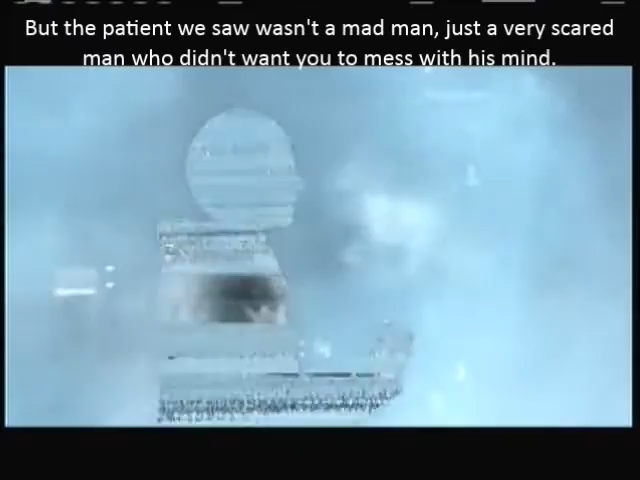 But the patient we saw wasn't a mad man, just a very scared
man who didn't want you to mess with his mind.